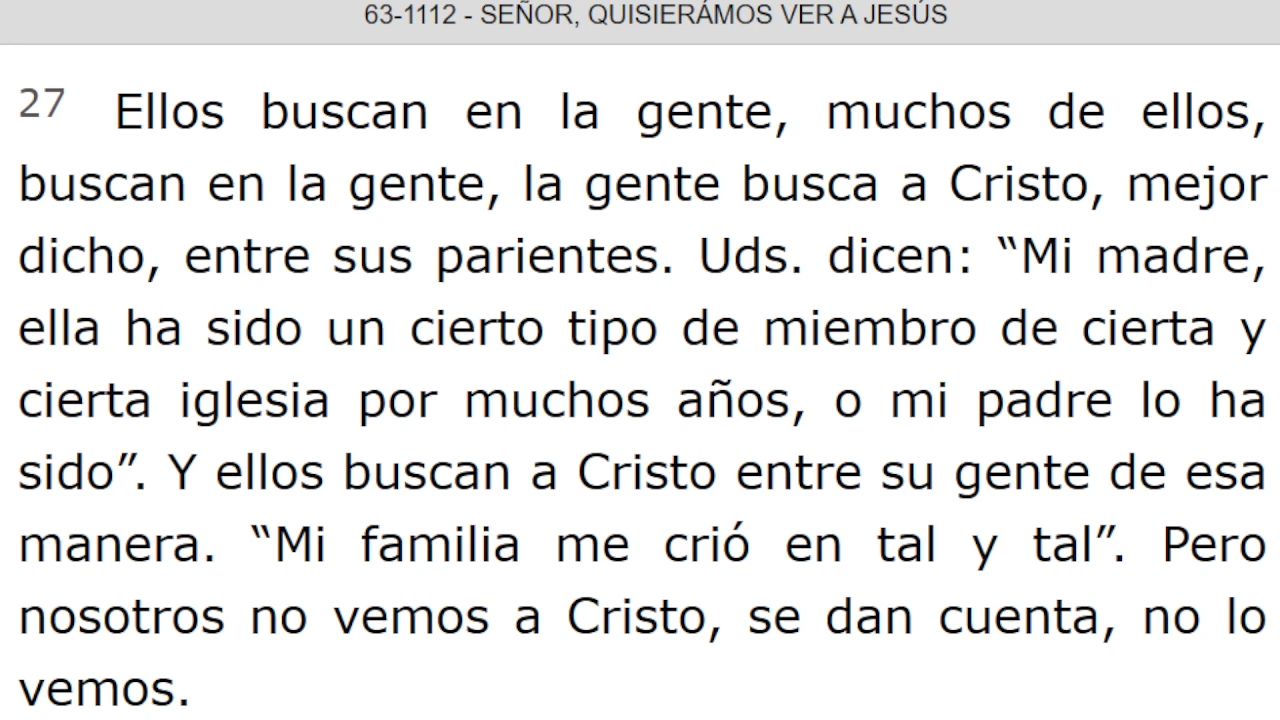 63-1112 - SEÑOR, QUISIERÁMOS VER A JESÚS
27 Ellos buscan en la gente, muchos de ellos,
buscan en la gente, la gente busca a Cristo, mejor
dicho, entre sus parientes. Uds. dicen: “Mi madre,
ella ha sido un cierto tipo de miembro de cierta y
cierta iglesia por muchos años, o mi padre lo ha
sido”. Y ellos buscan a Cristo entre su gente de esa
manera. “Mi familia me crió en tal y tal”. Pero
nosotros no vemos a Cristo, se dan cuenta, no lo
vemos.